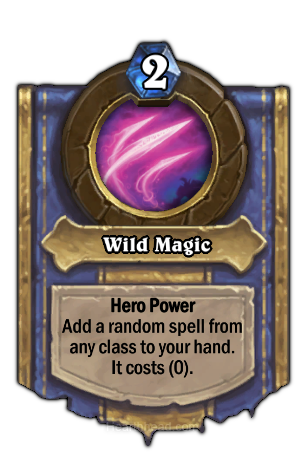 2
Wild Magic
Hero Power
Add a random spell from
any class to your hand.
It costs (0).